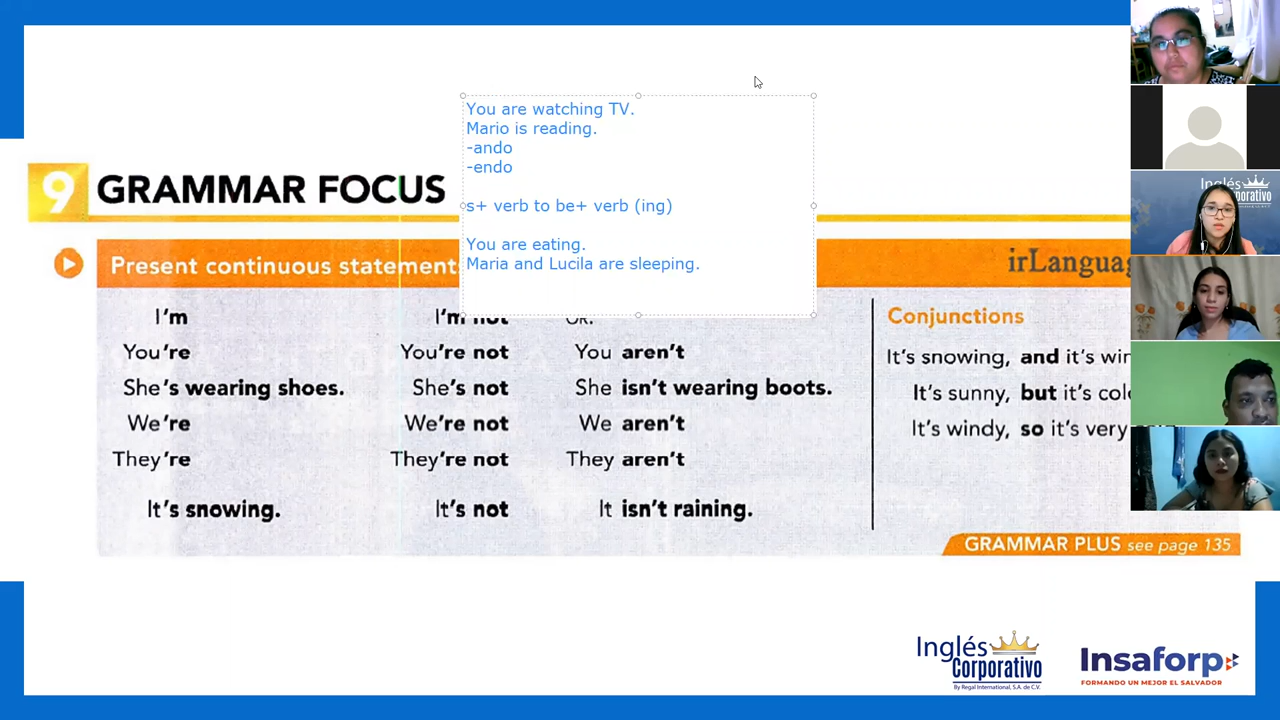 You are watching TV.
Mario is reading.
-ando
-endo
s+ verb to be+ verb (ing)
You are eating.
Maria and Lucila are sleeping.
9 GRAMMAR FOCUS
Present continuous statements
irLangua
I'm I'm not OR:
You're You're not You aren't
She's wearing shoes. She's not She isn't wearing boots.
We're We're not We aren't
They're They're not They aren't
It's snowing. It's not It isn't raining.
Conjunctions
It's snowing, and it's
It's sunny, but it's
It's windy, so it's very
GRAMMAR PLUS see page 135
Inglés
Corporativo
Inglés
Corporativo
By Regal International, S.A. de C.V.
Insaforp
FORMANDO UN MEJOR EL SALVADOR